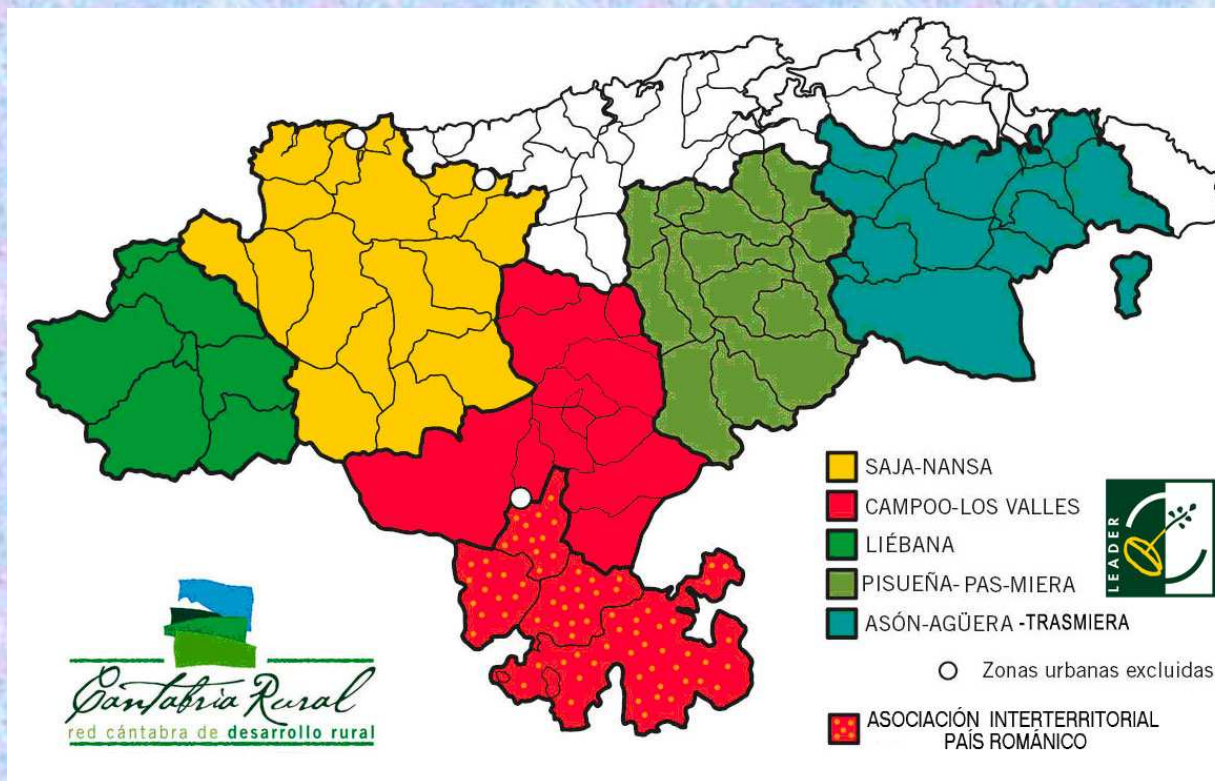 SAJA-NANSA
CAMPOO-LOS VALLES
LIÉBANA
PISUEÑA-PAS-MIERA
ASÓN-AGÜERA -TRASMIERA
LEADER
Zonas urbanas excluidas
ASOCIACIÓN INTERTERRITORIAL
PAÍS ROMÁNICO
Cantabria Rural
red cántabra de desarrollo rural